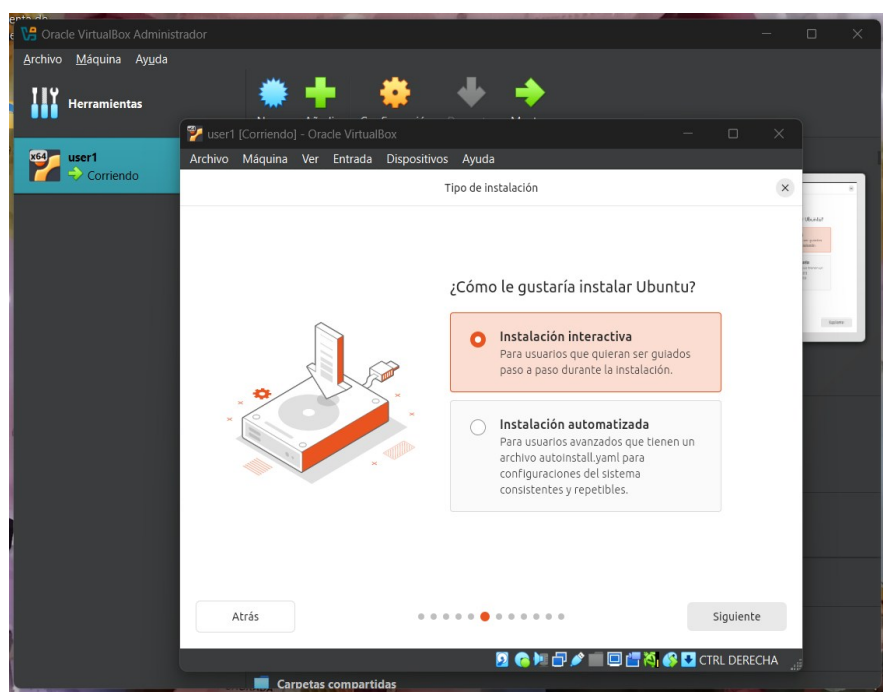 Oracle VirtualBox Administrador
Archivo Máquina Ayuda
Herramientas
x64
user1
Corriendo
user1 [Corriendo] - Oracle VirtualBox
Archivo Máquina Ver Entrada Dispositivos Ayuda
Tipo de instalación
¿Cómo le gustaría instalar Ubuntu?
Instalación interactiva
Para usuarios que quieran ser guiados
paso a paso durante la instalación.
Instalación automatizada
Para usuarios avanzados que tienen un
archivo autoinstall.yaml para
configuraciones del sistema
consistentes y repetibles.
Atrás
Siguiente
CTRL DERECHA
Carpetas compartidas